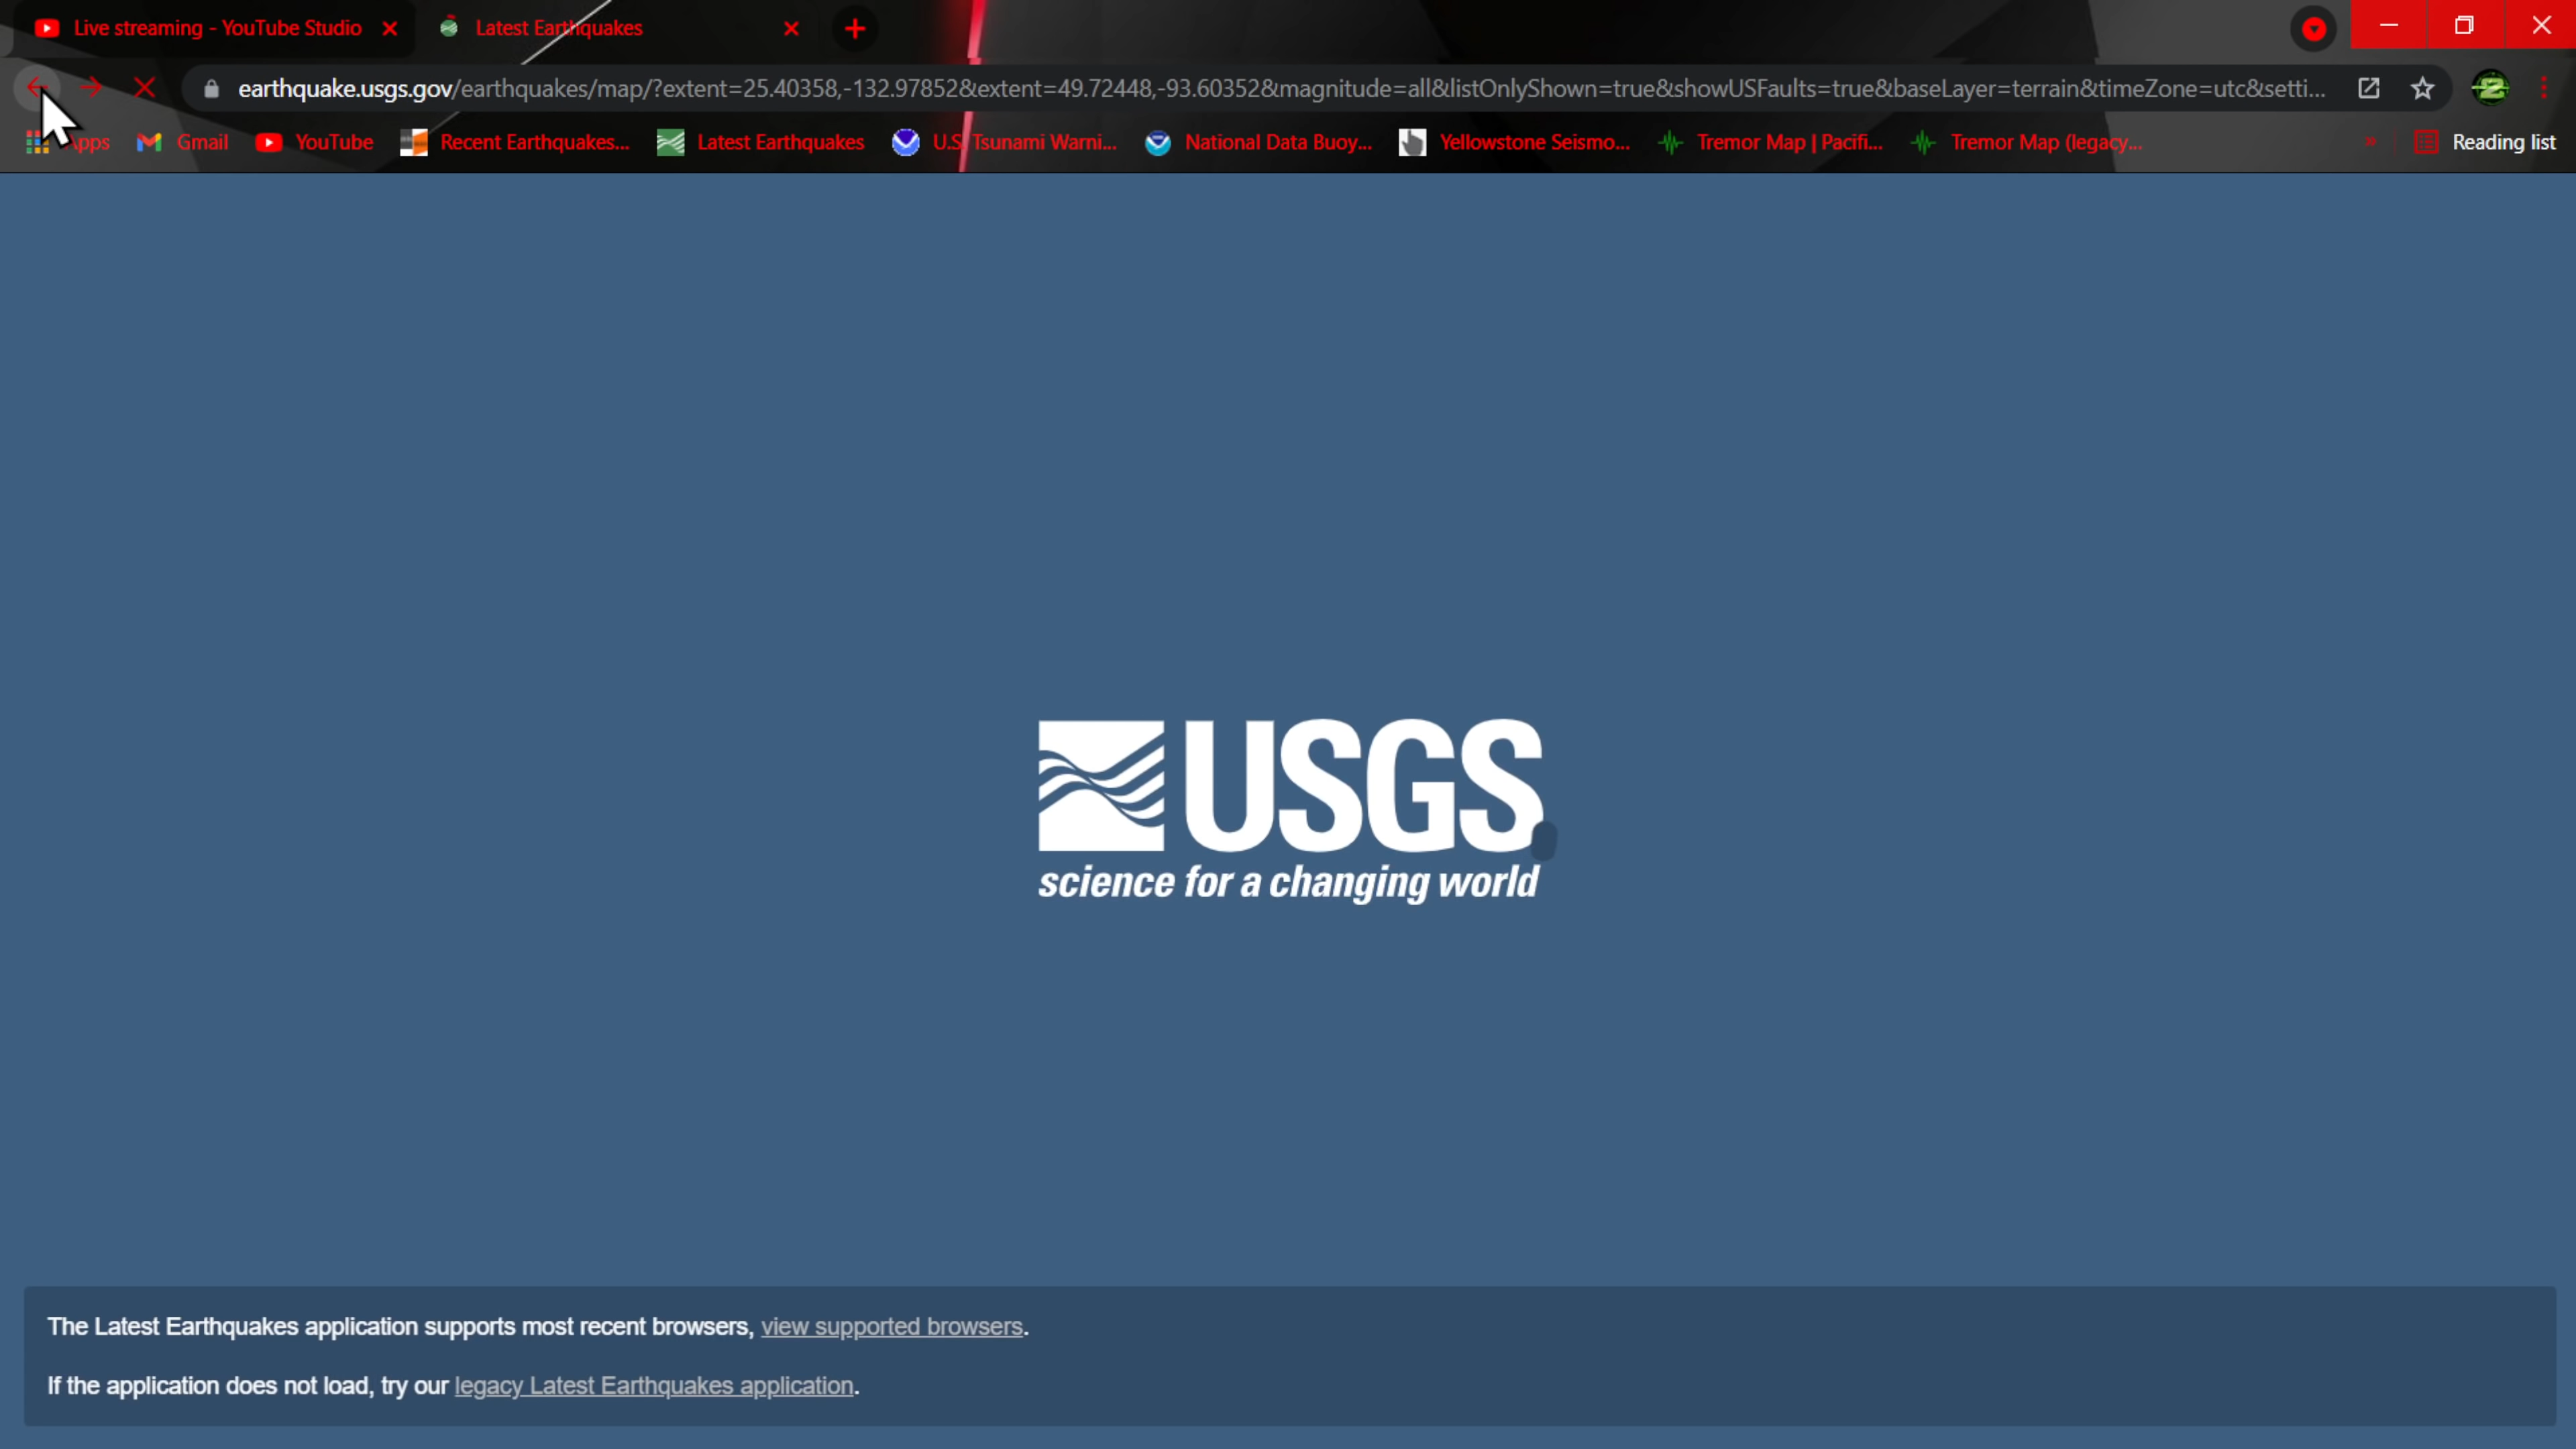 Live streaming - YouTube Studio
Latest Earthquakes
earthquake.usgs.gov/earthquakes/map/?extent=25.40358,-132.97852&extent=49.72448,-93.60352&magnitude=all&listOnlyShown=true&showUSFaults=true&baseLayer=terrain&timeZone=utc&setti...
Gmail YouTube Recent Earthquakes... Latest Earthquakes U.S. Tsunami Warni... National Data Buoy... Yellowstone Seismo... Tremor Map | Pacifi... Tremor Map (legacy... » Reading list
USGS
science for a changing world
The Latest Earthquakes application supports most recent browsers, view supported browsers.
If the application does not load, try our legacy Latest Earthquakes application.